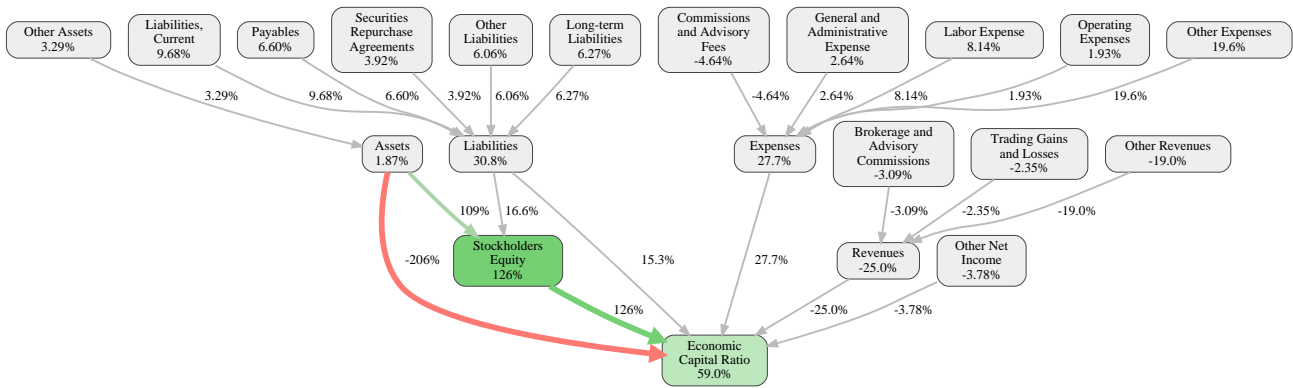 Other Assets
3.29%
Liabilities,
Current
9.68%
Payables
6.60%
Securities
Repurchase
Agreements
3.92%
Other
Liabilities
6.06%
Long-term
Liabilities
6.27%
Commissions
and Advisory
Fees
-4.64%
General and
Administrative
Expense
2.64%
Labor Expense
8.14%
Operating
Expenses
1.93%
Other Expenses
19.6%
3.29%
9.68%
6.60%
3.92%
6.06%
6.27%
-4.64%
2.64%
8.14%
1.93%
19.6%
Assets
1.87%
Liabilities
30.8%
Expenses
27.7%
Brokerage and
Advisory
Commissions
-3.09%
Trading Gains
and Losses
-2.35%
Other Revenues
-19.0%
109%
16.6%
-3.09%
-2.35%
-19.0%
Stockholders
Equity
126%
Revenues
-25.0%
Other Net
Income
-3.78%
-206%
15.3%
27.7%
126%
-25.0%
-3.78%
Economic
Capital Ratio
59.0%